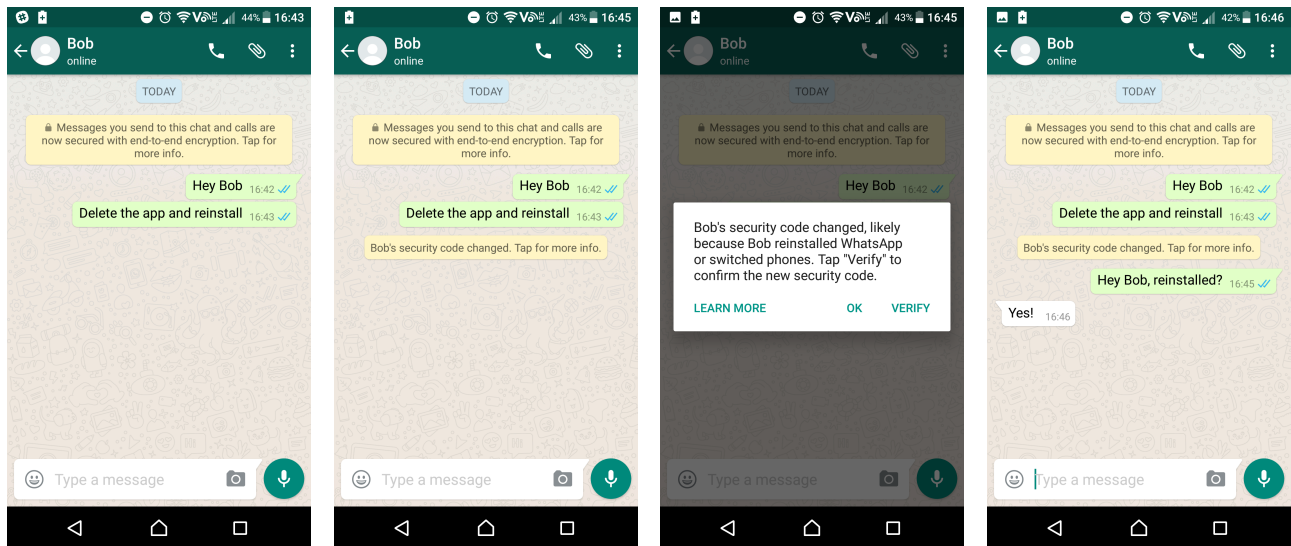 44% 16:43
Bob
online
TODAY
Messages you send to this chat and calls are
now secured with end-to-end encryption. Tap for
more info.
Hey Bob 16:42
Delete the app and reinstall 16:43
Type a message
43% 16:45
Bob
online
TODAY
Messages you send to this chat and calls are
now secured with end-to-end encryption. Tap for
more info.
Hey Bob 16:42
Delete the app and reinstall 16:43
Bob's security code changed. Tap for more info.
Type a message
43% 16:45
Bob
online
TODAY
Messages you send to this chat and calls are
now secured with end-to-end encryption. Tap for
more info.
Hey Bob 16:42
Bob's security code changed, likely
because Bob reinstalled WhatsApp
or switched phones. Tap "Verify" to
confirm the new security code.
LEARN MORE OK VERIFY
Type a message
42% 16:46
Bob
online
TODAY
Messages you send to this chat and calls are
now secured with end-to-end encryption. Tap for
more info.
Hey Bob 16:42
Delete the app and reinstall 16:43
Bob's security code changed. Tap for more info.
Hey Bob, reinstalled? 16:45
Yes! 16:46
Type a message